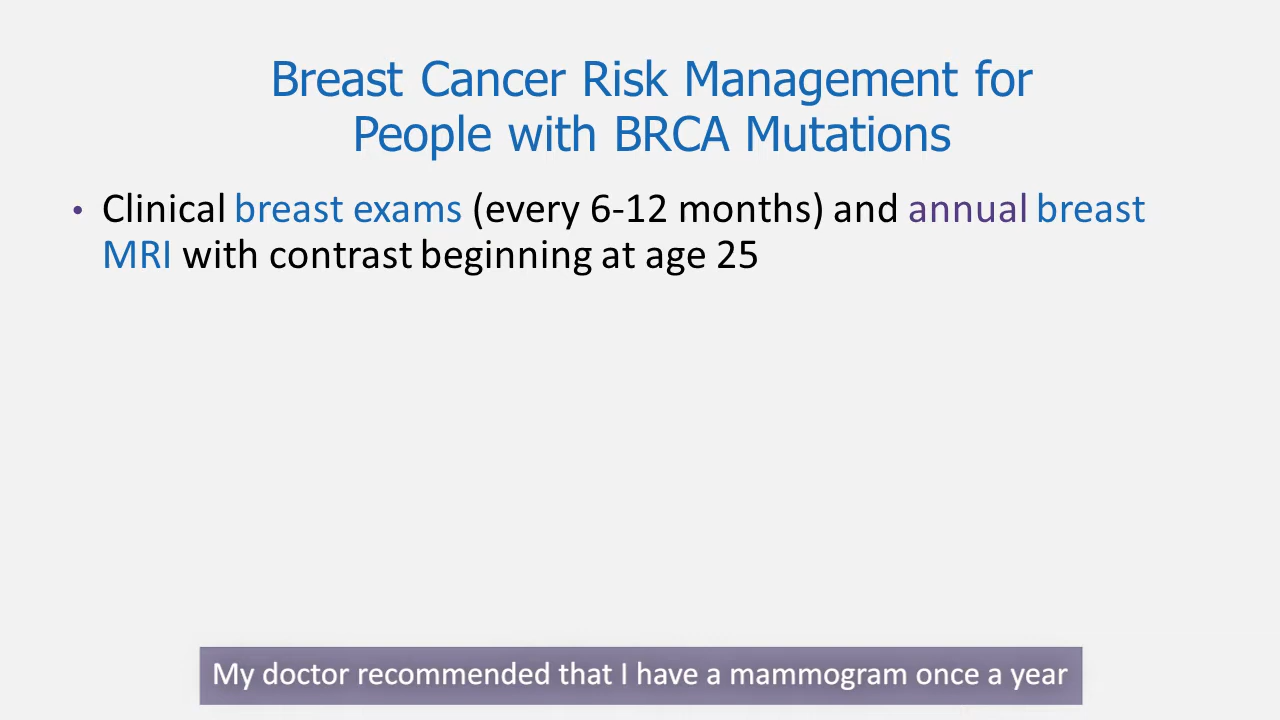 Breast Cancer Risk Management for
People with BRCA Mutations
• Clinical breast exams (every 6-12 months) and annual breast
MRI with contrast beginning at age 25
My doctor recommended that I have a mammogram once a year